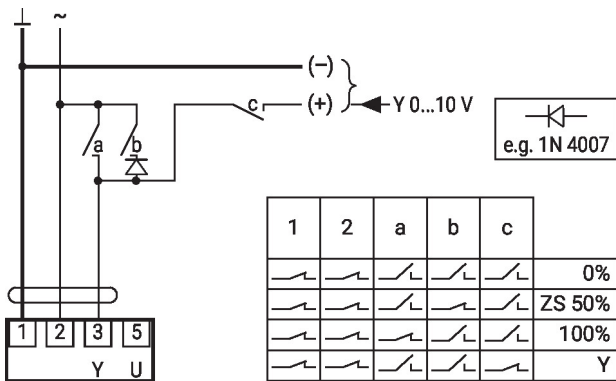 ⊥ ~
(–)
c (+) Y 0...10 V
a b
e.g. 1N 4007
1 2 a b c
0%
ZS 50%
100%
Y
1 2 3 5
Y U